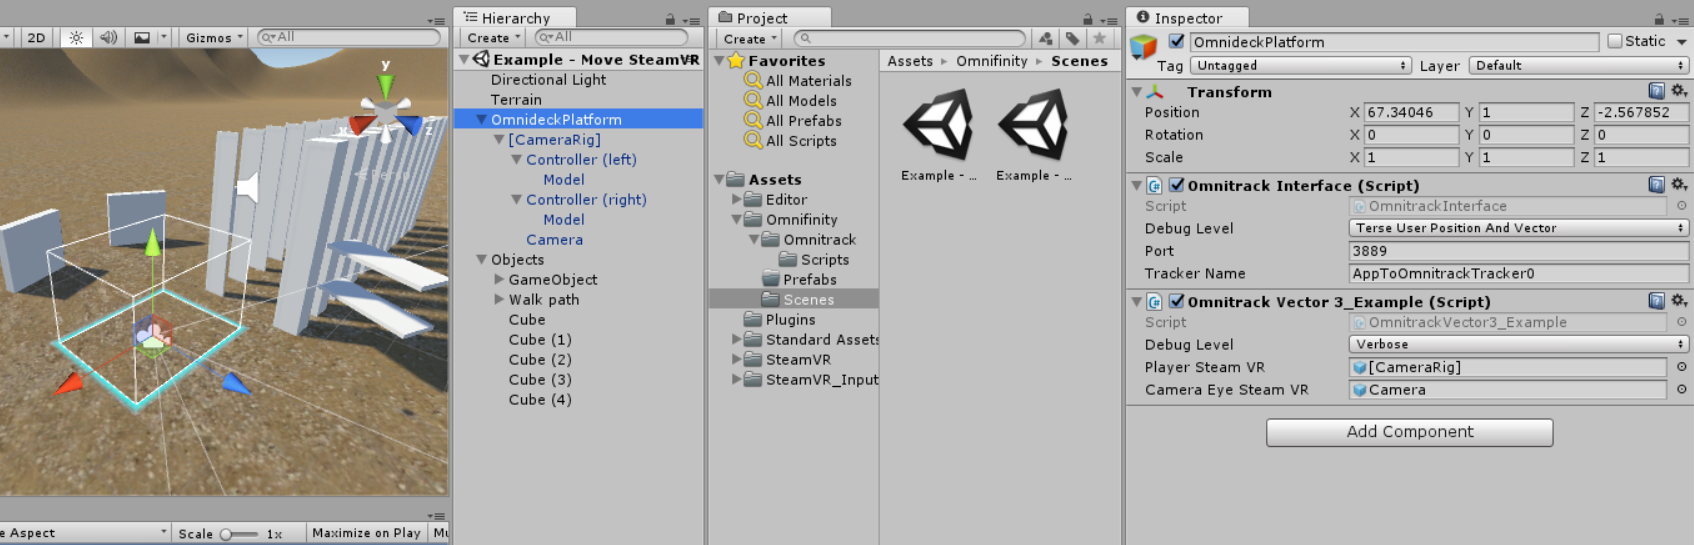 2D
Gizmos
All
y
x
z
Persp
e Aspect
Scale
1x
Maximize on Play
Mu
Hierarchy
Create
All
Example - Move SteamVR
Directional Light
Terrain
OmnideckPlatform
[CameraRig]
Controller (left)
Model
Controller (right)
Model
Camera
Objects
GameObject
Walk path
Cube
Cube (1)
Cube (2)
Cube (3)
Cube (4)
Project
Create
Favorites
All Materials
All Models
All Prefabs
All Scripts
Assets
Editor
Omnifinity
Omnitrack
Scripts
Prefabs
Scenes
Plugins
Standard Assets
SteamVR
SteamVR_Input
Assets ▸ Omnifinity ▸ Scenes
Example - ...
Example - ...
Inspector
OmnideckPlatform
Static
Tag Untagged Layer Default
Transform
Position X 67.34046 Y 1 Z -2.567852
Rotation X 0 Y 0 Z 0
Scale X 1 Y 1 Z 1
Omnitrack Interface (Script)
Script OmnitrackInterface
Debug Level Terse User Position And Vector
Port 3889
Tracker Name AppToOmnitrackTracker0
Omnitrack Vector 3_Example (Script)
Script OmnitrackVector3_Example
Debug Level Verbose
Player Steam VR [CameraRig]
Camera Eye Steam VR Camera
Add Component